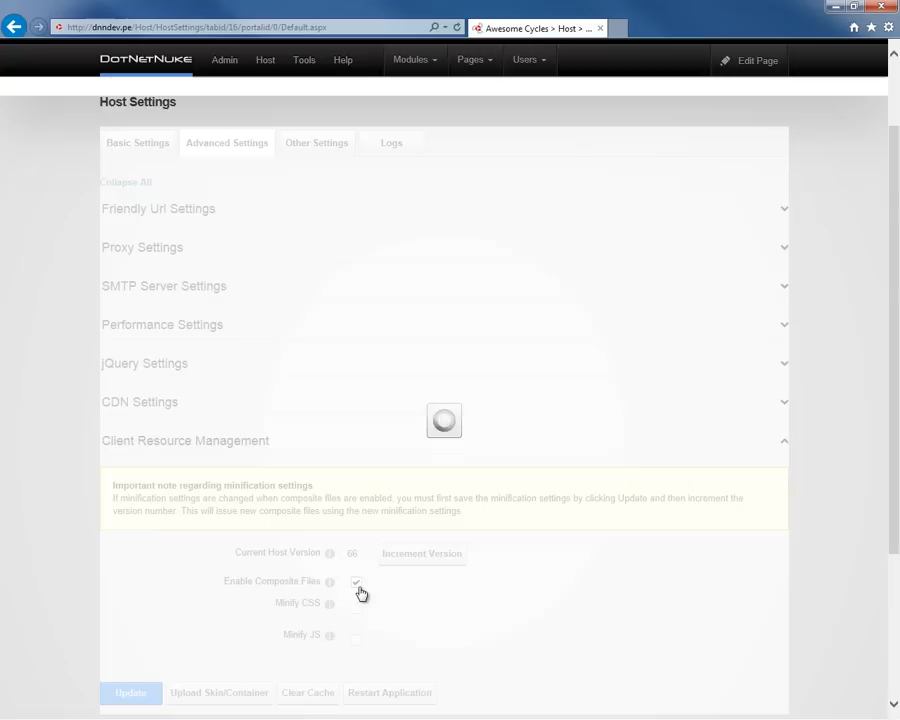 http://dnndev.pe/Host/HostSettings/tabid/16/portalid/0/Default.aspx
Awesome Cycles > Host > ...
DOTNETNUKE Admin Host Tools Help Modules Pages Users Edit Page
Host Settings
Basic Settings Advanced Settings Other Settings Logs
Collapse All
Friendly Url Settings
Proxy Settings
SMTP Server Settings
Performance Settings
jQuery Settings
CDN Settings
Client Resource Management
Important note regarding minification settings
If minification settings are changed when composite files are enabled, you must first save the minification settings by clicking Update and then increment the
version number. This will issue new composite files using the new minification settings
Current Host Version 66 Increment Version
Enable Composite Files
Minify CSS
Minify JS
Update Upload Skin/Container Clear Cache Restart Application